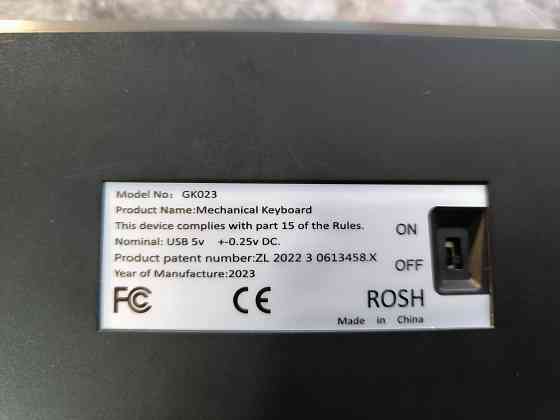 Model No: GK023
Product Name:Mechanical Keyboard
This device complies with part 15 of the Rules.
Nominal: USB 5v +-0.25v DC.
Product patent number:ZL 2022 3 0613458.X
Year of Manufacture:2023
ON
OFF
FC CE ROSH
Made in China